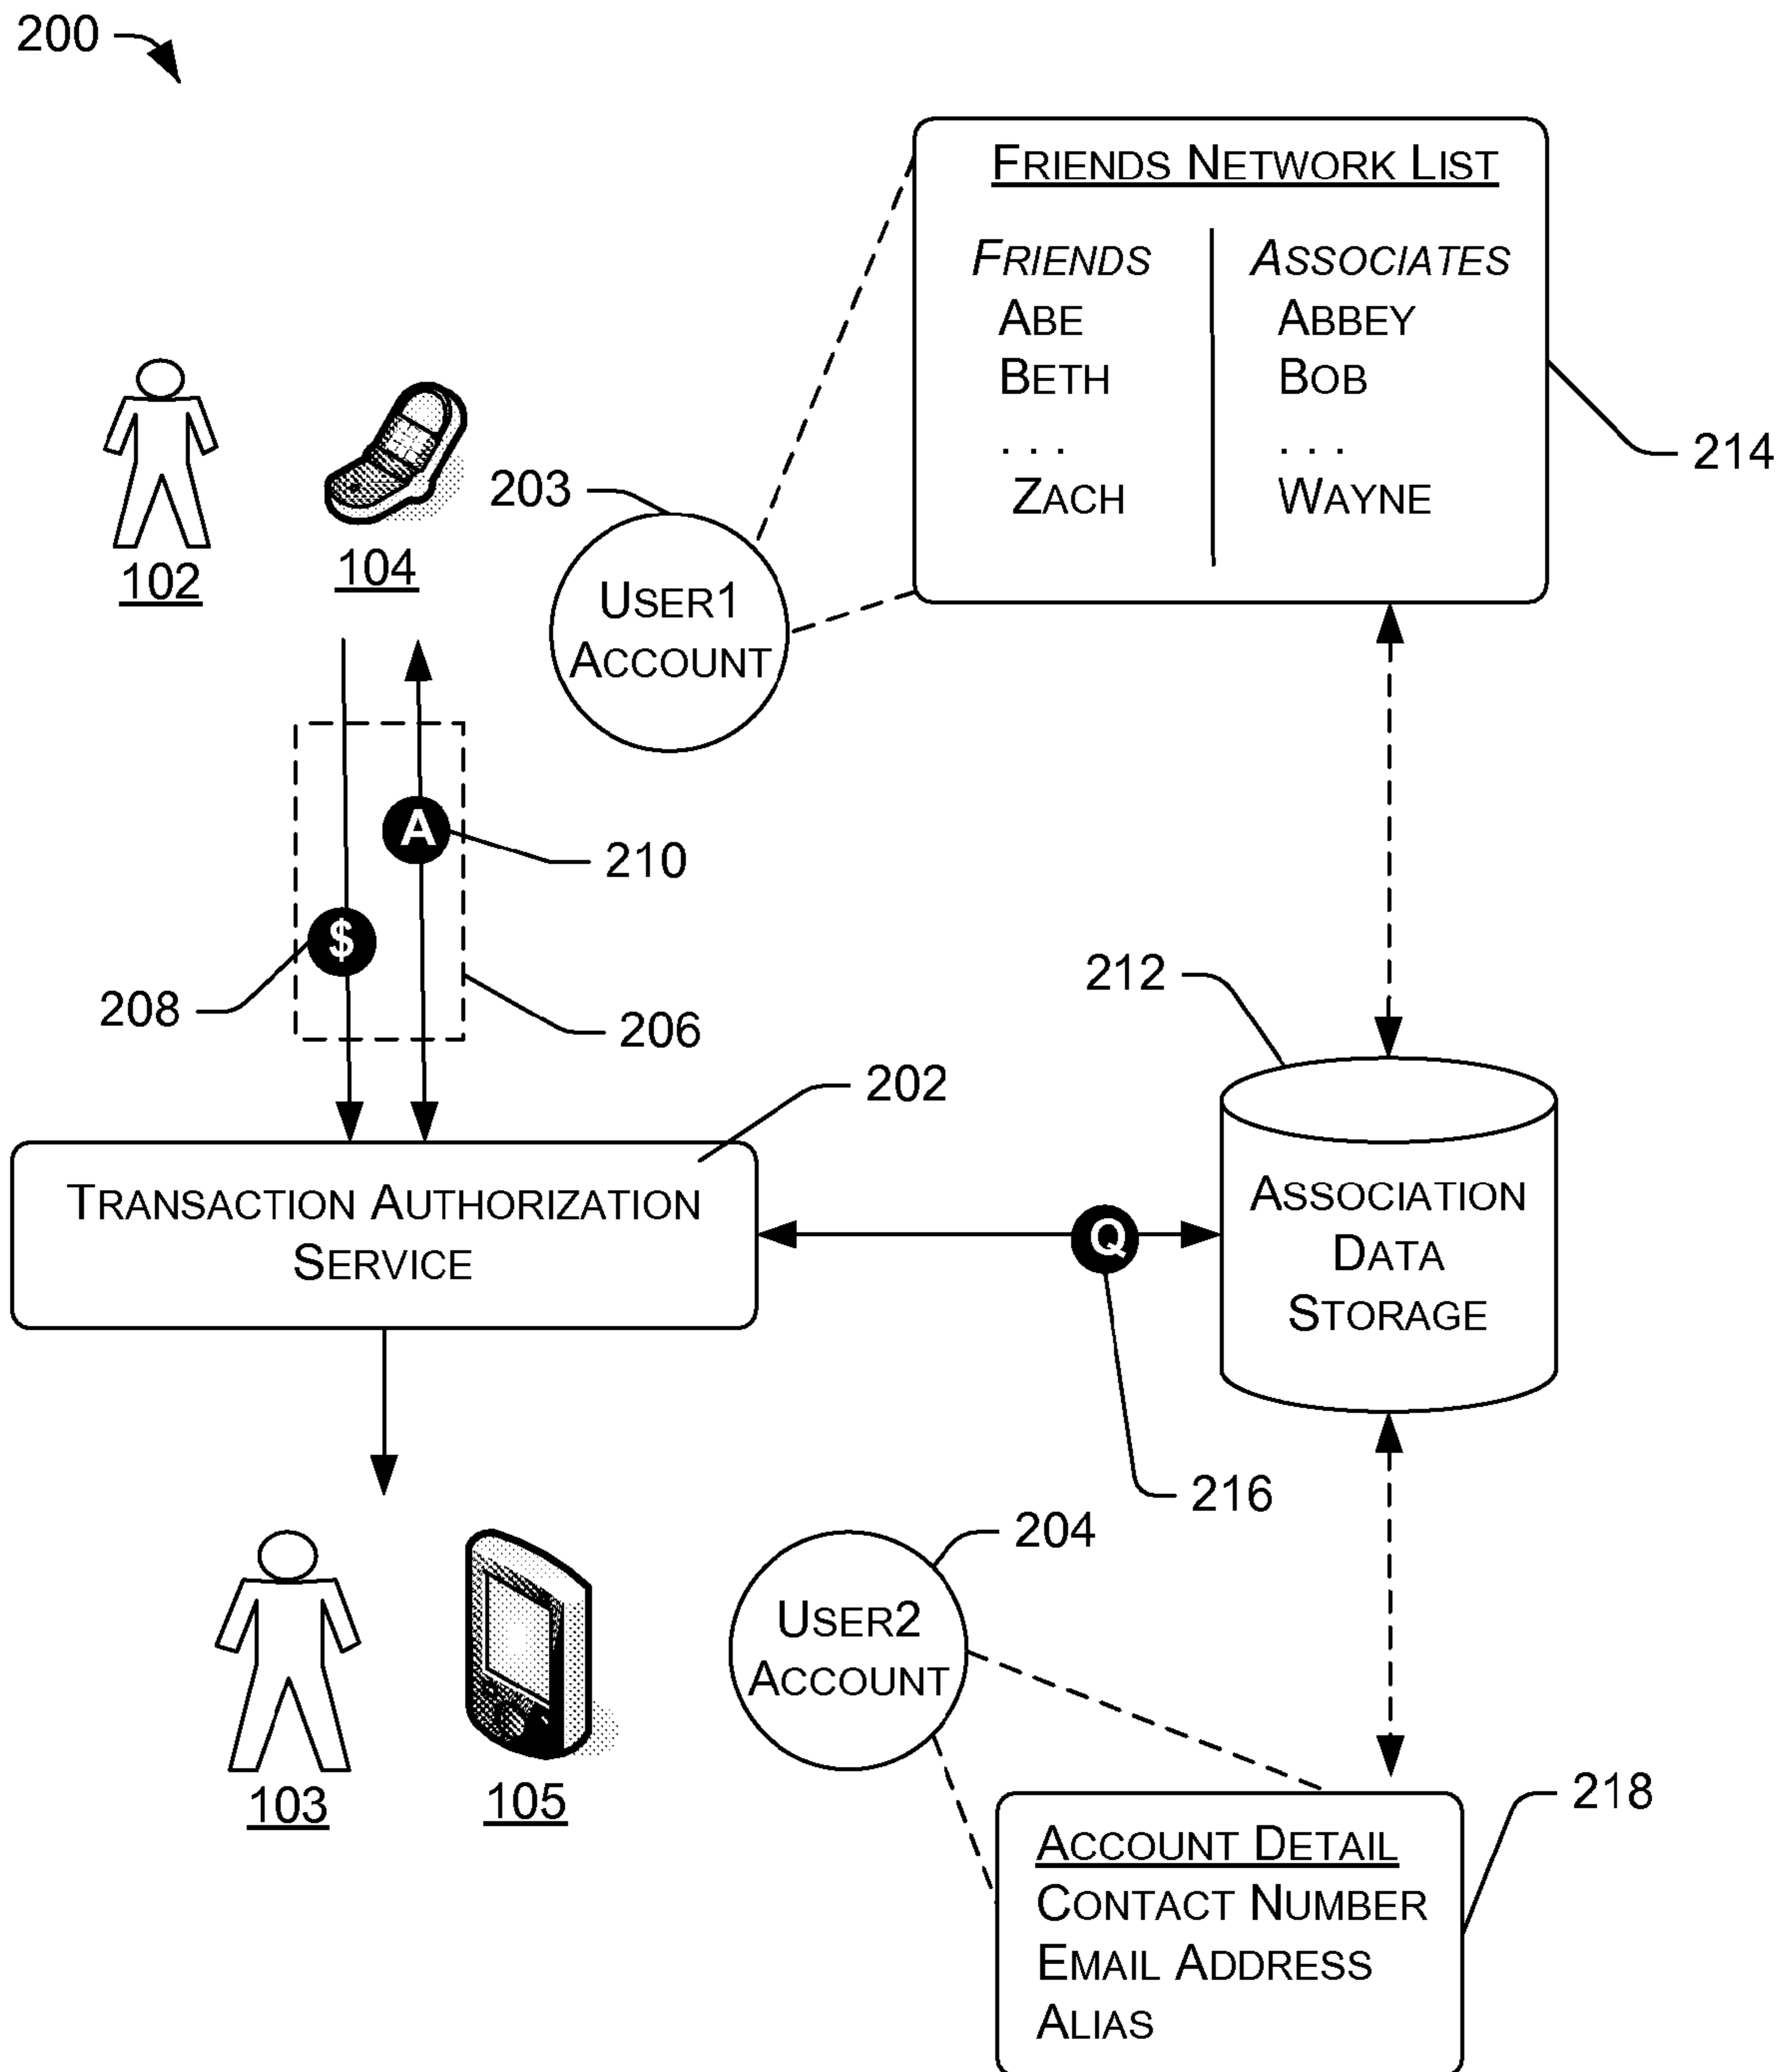 200
FRIENDS NETWORK LIST
FRIENDS
ABE
BETH
. . .
ZACH
ASSOCIATES
ABBEY
BOB
. . .
WAYNE
214
102
104
203
USER1
ACCOUNT
A
210
$
208
206
212
202
TRANSACTION AUTHORIZATION
SERVICE
Q
216
ASSOCIATION
DATA
STORAGE
103
105
204
USER2
ACCOUNT
218
ACCOUNT DETAIL
CONTACT NUMBER
EMAIL ADDRESS
ALIAS